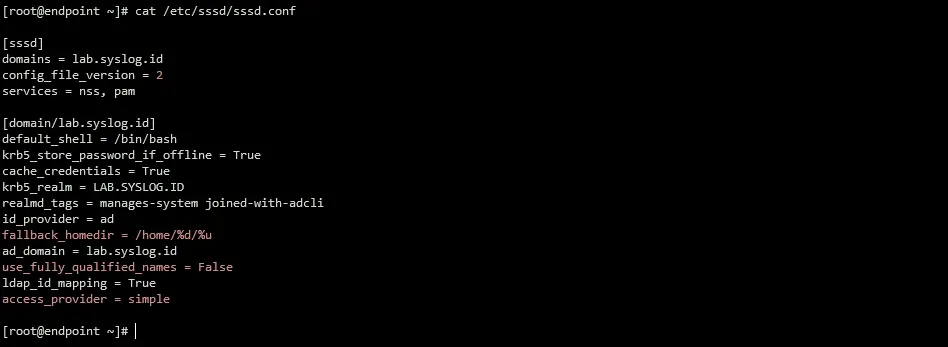 [root@endpoint ~]# cat /etc/sssd/sssd.conf
[sssd]
domains = lab.syslog.id
config_file_version = 2
services = nss, pam
[domain/lab.syslog.id]
default_shell = /bin/bash
krb5_store_password_if_offline = True
cache_credentials = True
krb5_realm = LAB.SYSLOG.ID
realmd_tags = manages-system joined-with-adcli
id_provider = ad
fallback_homedir = /home/%d/%u
ad_domain = lab.syslog.id
use_fully_qualified_names = False
ldap_id_mapping = True
access_provider = simple
[root@endpoint ~]#